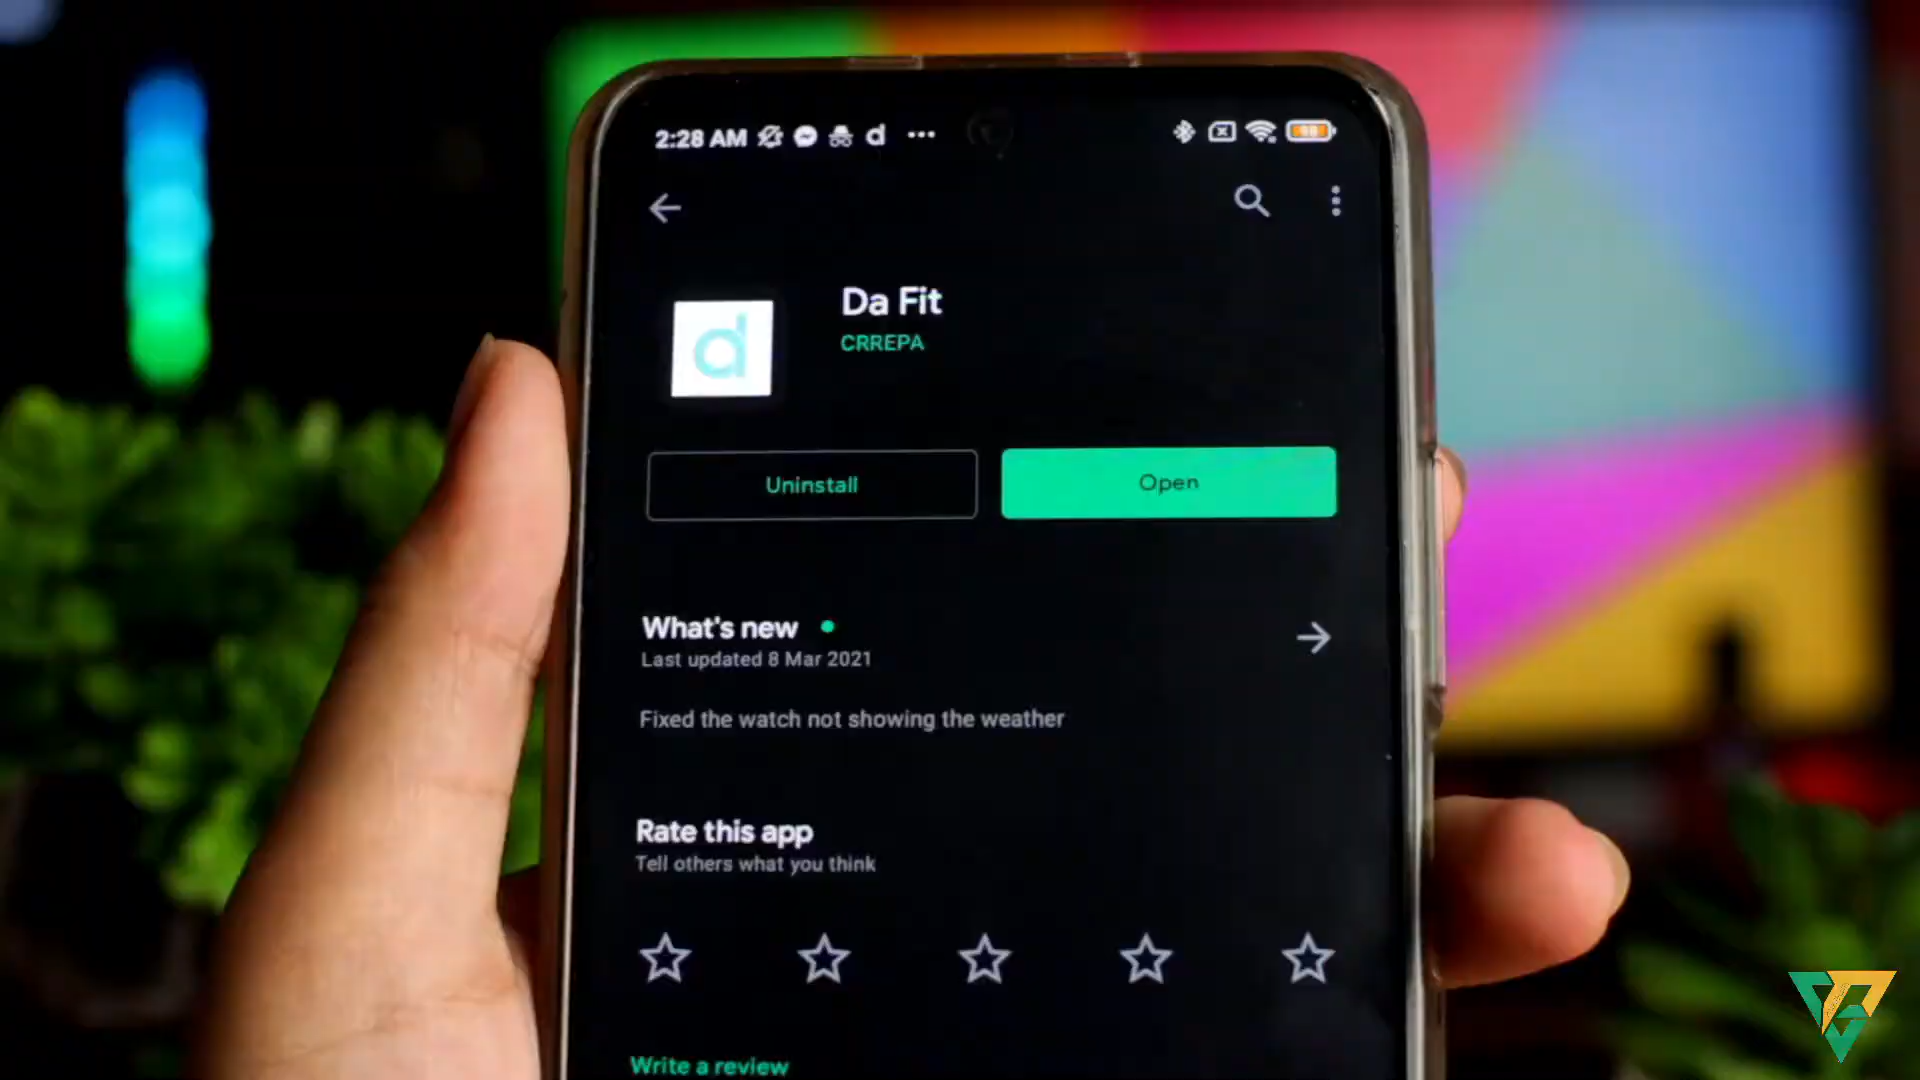 2:28 AM
Da Fit
CRREPA
Uninstall
Open
What's new
Last updated 8 Mar 2021
Fixed the watch not showing the weather
Rate this app
Tell others what you think
Write a review